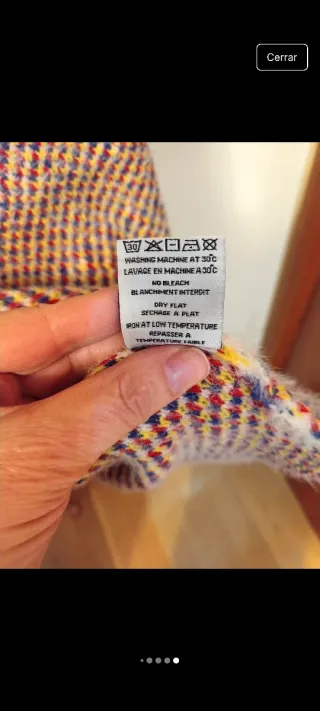 Cerrar
30
WASHING MACHINE AT 30°C
LAVAGE EN MACHINE A 30°C
NO BLEACH
BLANCHIMENT INTERDIT
DRY FLAT
SECHAGE A PLAT
IRON AT LOW TEMPERATURE
REPASSER A
TEMPERATURE FAIBLE